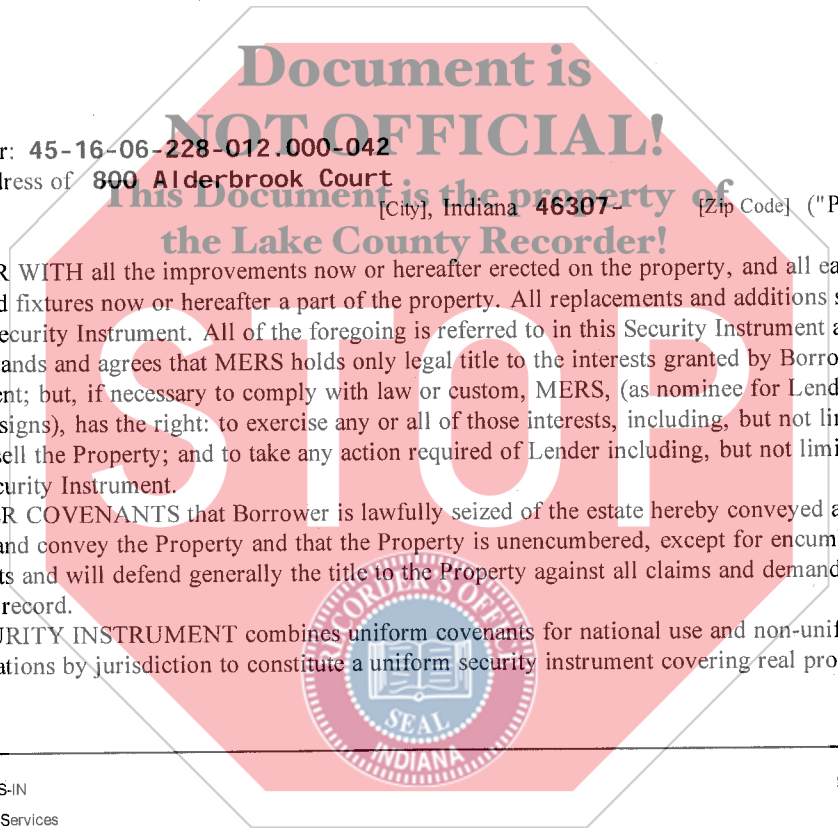 Document is
NOT OFFICIAL!
r: 45-16-06-228-012.000-042
ress of 800 Alderbrook Court
This Document is the property of
[City], Indiana 46307- [Zip Code] ("P
the Lake County Recorder!
R WITH all the improvements now or hereafter erected on the property, and all ea
d fixtures now or hereafter a part of the property. All replacements and additions s
ecurity Instrument. All of the foregoing is referred to in this Security Instrument a
ands and agrees that MERS holds only legal title to the interests granted by Borro
ent; but, if necessary to comply with law or custom, MERS, (as nominee for Lend
signs), has the right: to exercise any or all of those interests, including, but not lim
sell the Property; and to take any action required of Lender including, but not limi
curity Instrument.
STOP
R COVENANTS that Borrower is lawfully seized of the estate hereby conveyed a
and convey the Property and that the Property is unencumbered, except for encum
ts and will defend generally the title to the Property against all claims and demand
record.
URITY INSTRUMENT combines uniform covenants for national use and non-unif
ations by jurisdiction to constitute a uniform security instrument covering real pro
RECORDER'S OFFICE
SEAL
INDIANA
S-IN
Services